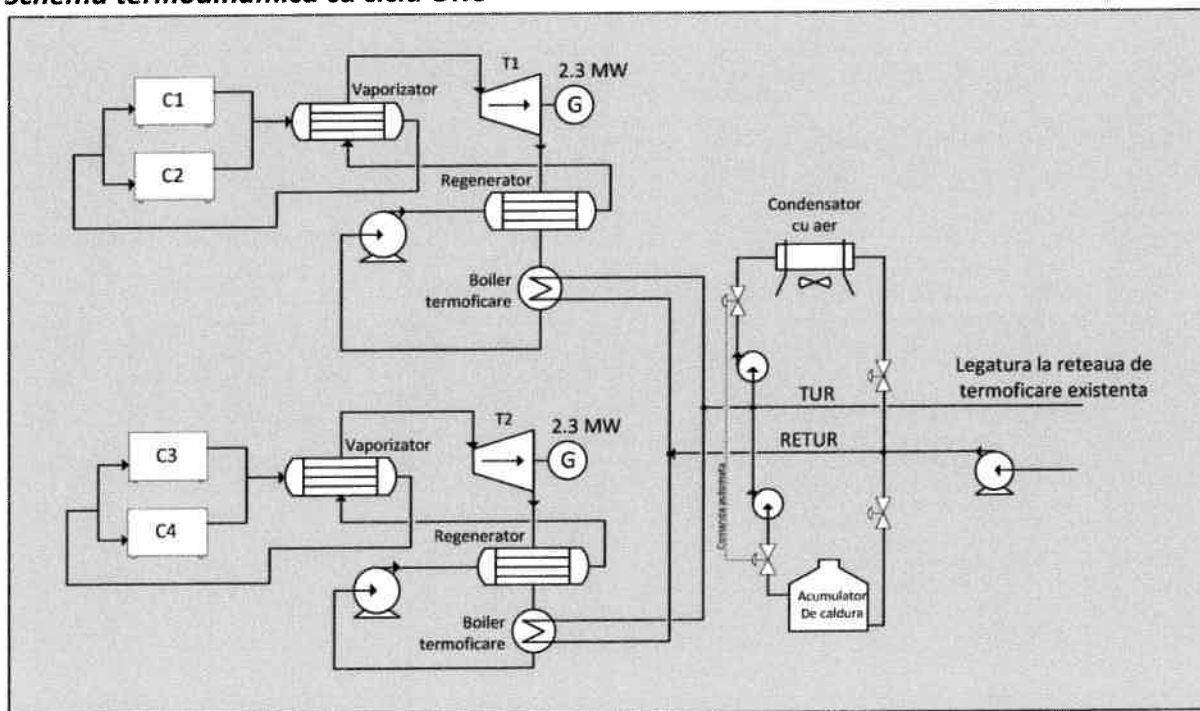 Schema termodinamica cu ciclu ORC
T1
2.3 MW
Vaporizator
G
C1
C2
Regenerator
Condensator
cu aer
Boiler
termoficare
Legatura la reteaua de
termoficare existenta
TUR
T2
2.3 MW
Vaporizator
G
RETUR
C3
C4
Comanda automata
Regenerator
Acumulator
De caldura
Boiler
termoficare